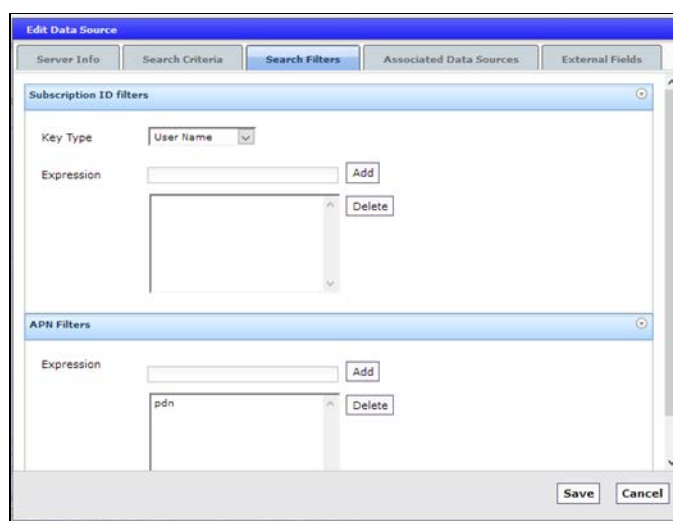 Edit Data Source
Server Info Search Criteria Search Filters Associated Data Sources External Fields
Subscription ID filters
Key Type User Name
Expression Add
Delete
APN Filters
Expression Add
pdn Delete
Save Cancel